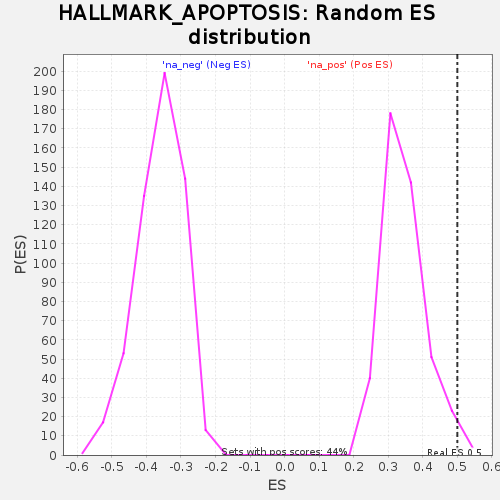 HALLMARK_APOPTOSIS: Random ES
distribution
'na_neg' (Neg ES)
'na_pos' (Pos ES)
200
190
180
170
160
150
140
130
120
110
100
90
80
70
60
50
40
30
20
10
0
P(ES)
Sets with pos scores: 44%
Real ES 0.5
-0.6 -0.5 -0.4 -0.3 -0.2 -0.1 0.0 0.1 0.2 0.3 0.4 0.5 0.6
ES